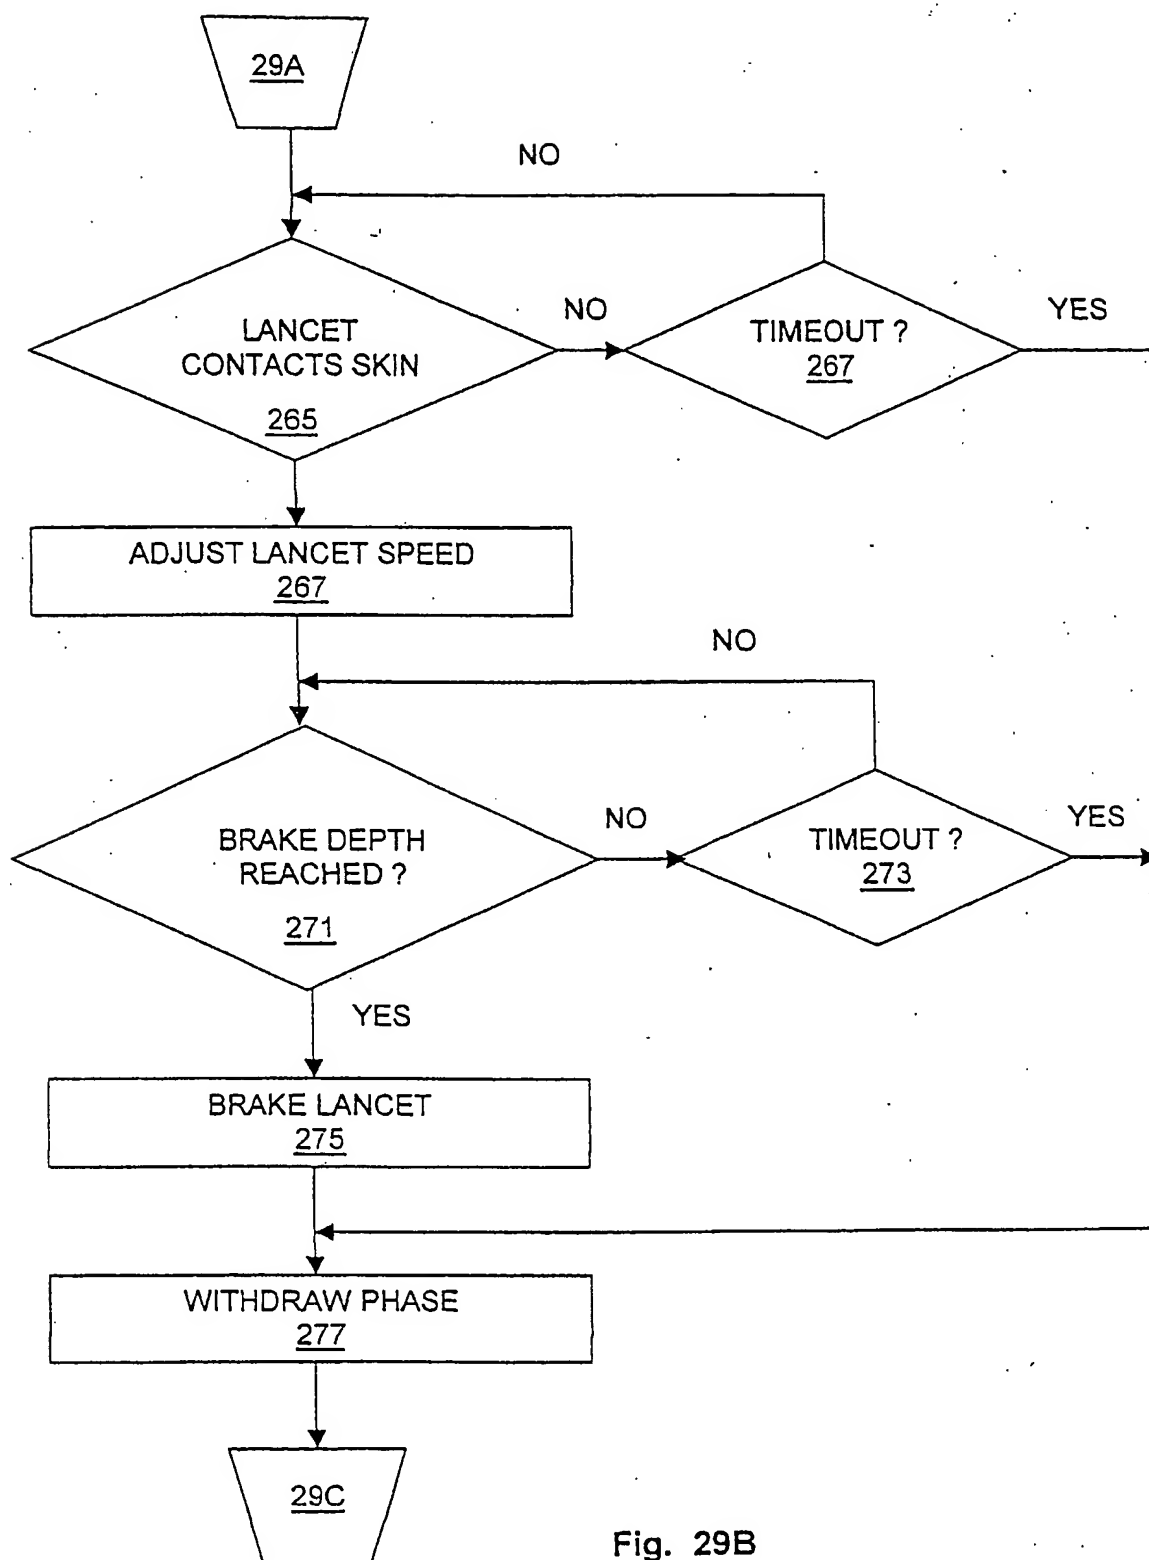 29A
NO
LANCET
CONTACTS SKIN
265
NO
TIMEOUT ?
267
YES
ADJUST LANCET SPEED
267
NO
BRAKE DEPTH
REACHED ?
271
NO
TIMEOUT ?
273
YES
YES
BRAKE LANCET
275
WITHDRAW PHASE
277
29C
Fig. 29B